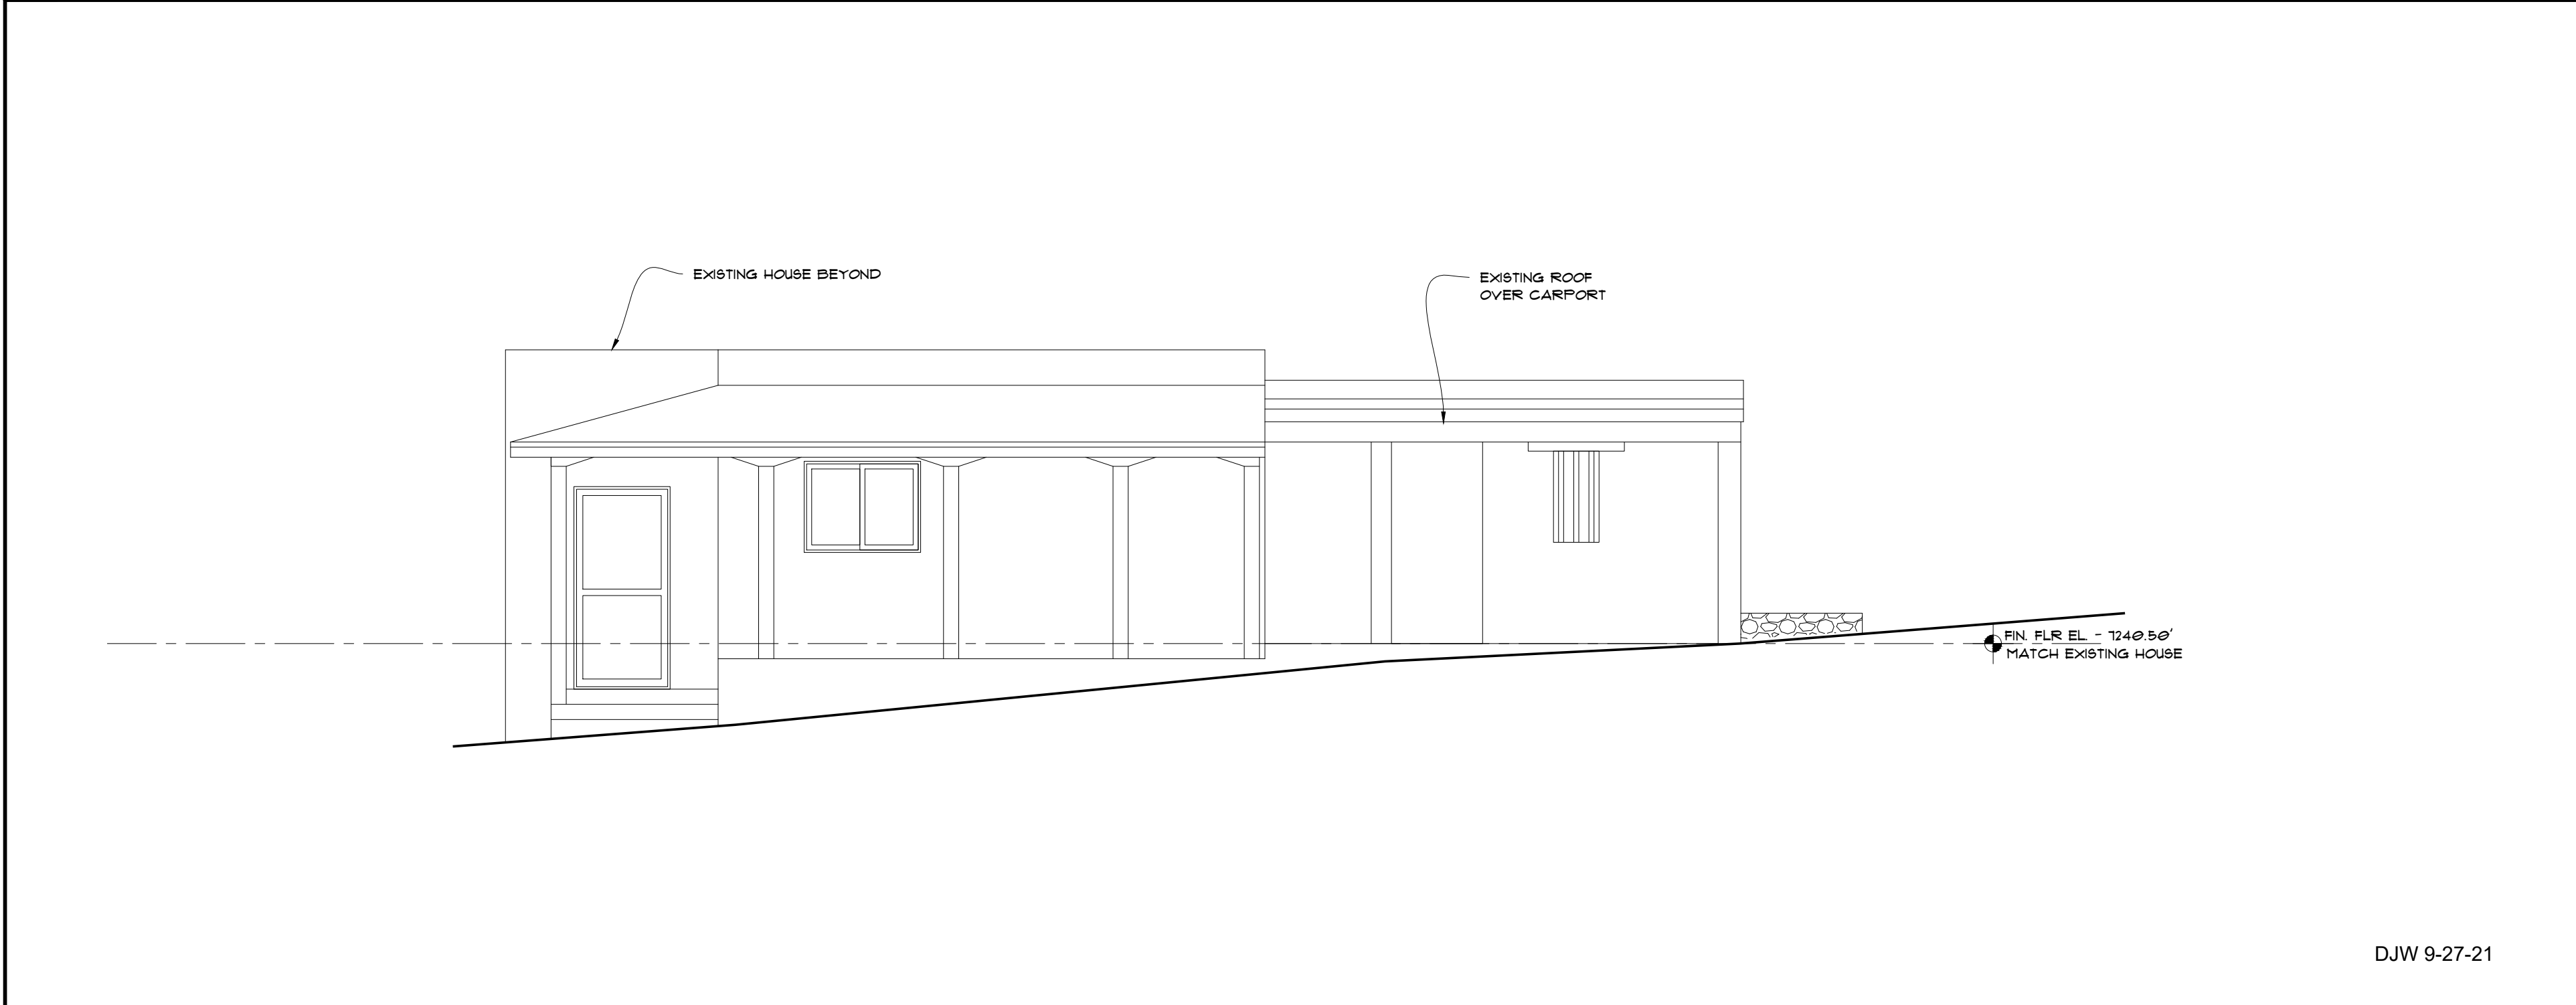 EXISTING HOUSE BEYOND
EXISTING ROOF
OVER CARPORT
FIN. FLR EL. - 7240.50'
MATCH EXISTING HOUSE
DJW 9-27-21